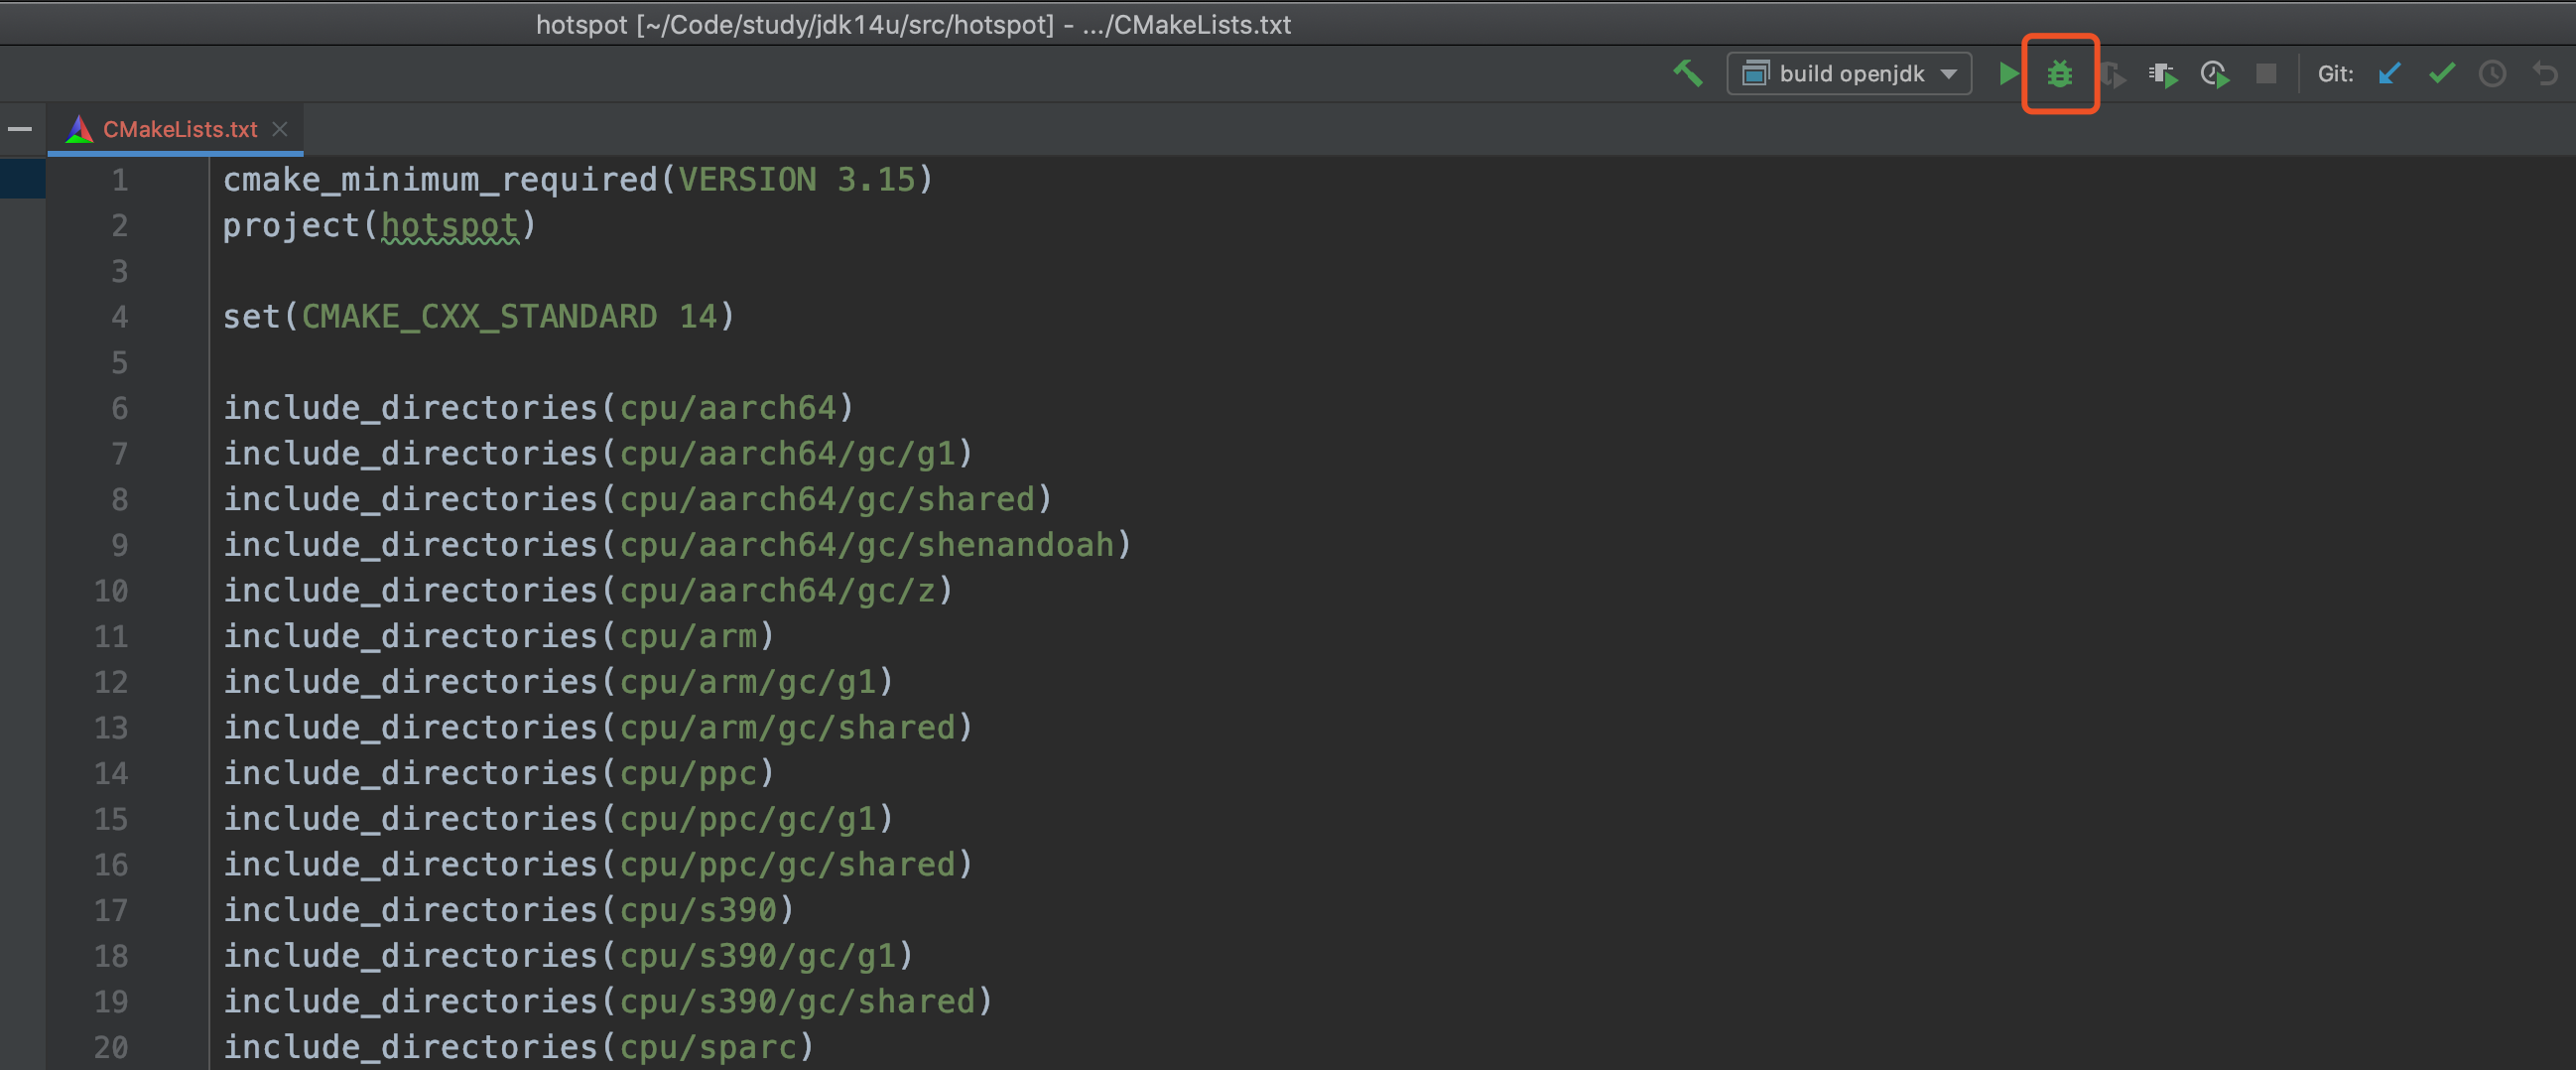 hotspot [~/Code/study/jdk14u/src/hotspot] - .../CMakeLists.txt
build openjdk Git:
CMakeLists.txt
1 cmake_minimum_required(VERSION 3.15)
2 project(hotspot)
3
4 set(CMAKE_CXX_STANDARD 14)
5
6 include_directories(cpu/aarch64)
7 include_directories(cpu/aarch64/gc/g1)
8 include_directories(cpu/aarch64/gc/shared)
9 include_directories(cpu/aarch64/gc/shenandoah)
10 include_directories(cpu/aarch64/gc/z)
11 include_directories(cpu/arm)
12 include_directories(cpu/arm/gc/g1)
13 include_directories(cpu/arm/gc/shared)
14 include_directories(cpu/ppc)
15 include_directories(cpu/ppc/gc/g1)
16 include_directories(cpu/ppc/gc/shared)
17 include_directories(cpu/s390)
18 include_directories(cpu/s390/gc/g1)
19 include_directories(cpu/s390/gc/shared)
20 include_directories(cpu/sparc)